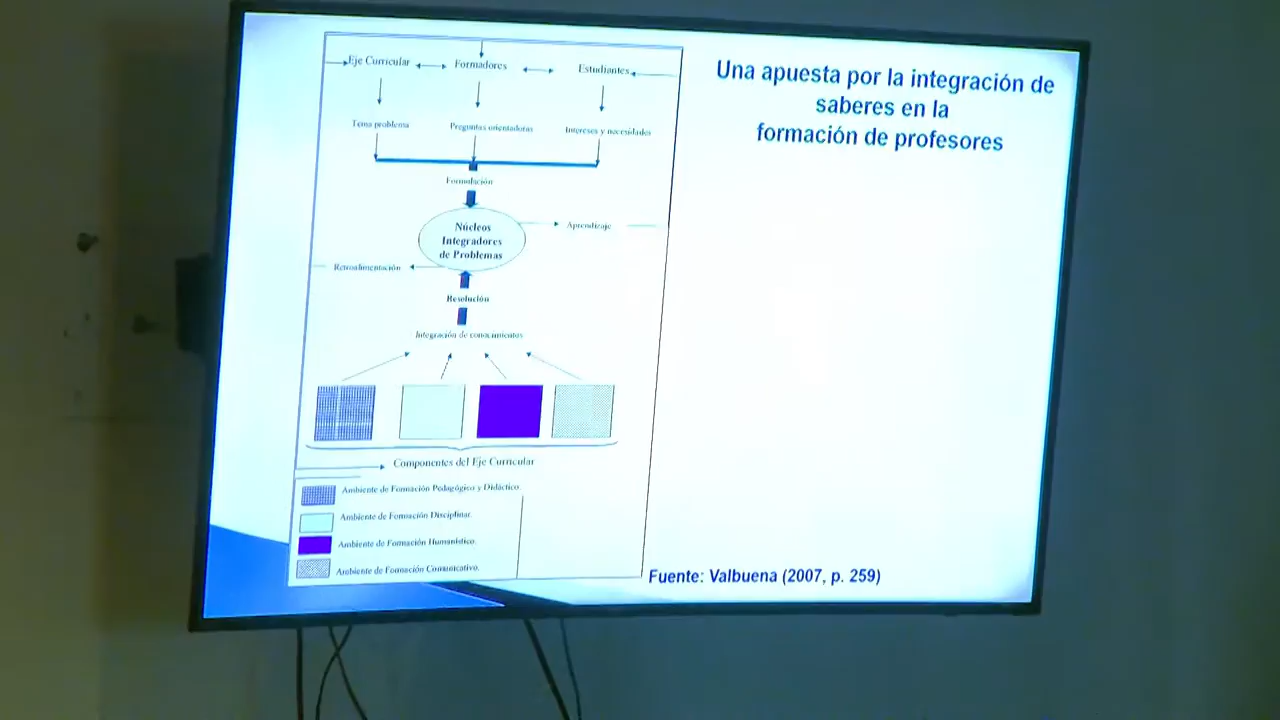 Una apuesta por la integración de
saberes en la
formación de profesores
Eje Curricular
Formadores
Estudiantes
Tema problema
Preguntas orientadoras
Intereses y necesidades
Formulación
Núcleos
Integradores
de Problemas
Aprendizaje
Retroalimentación
Resolución
Integración de conocimientos
Componentes del Eje Curricular
Ambiente de Formación Pedagógico y Didáctico.
Ambiente de Formación Disciplinar.
Ambiente de Formación Humanístico.
Ambiente de Formación Comunicativo.
Fuente: Valbuena (2007, p. 259)